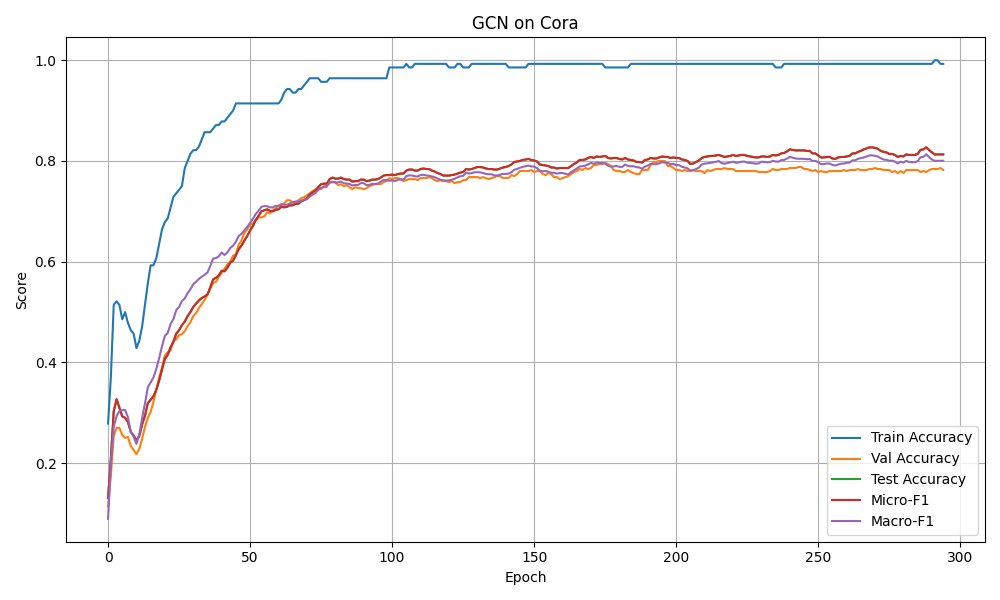 GCN on Cora
1.0
0.8
0.6
0.4
0.2
Score
0
50
100
150
200
250
300
Epoch
Train Accuracy
Val Accuracy
Test Accuracy
Micro-F1
Macro-F1